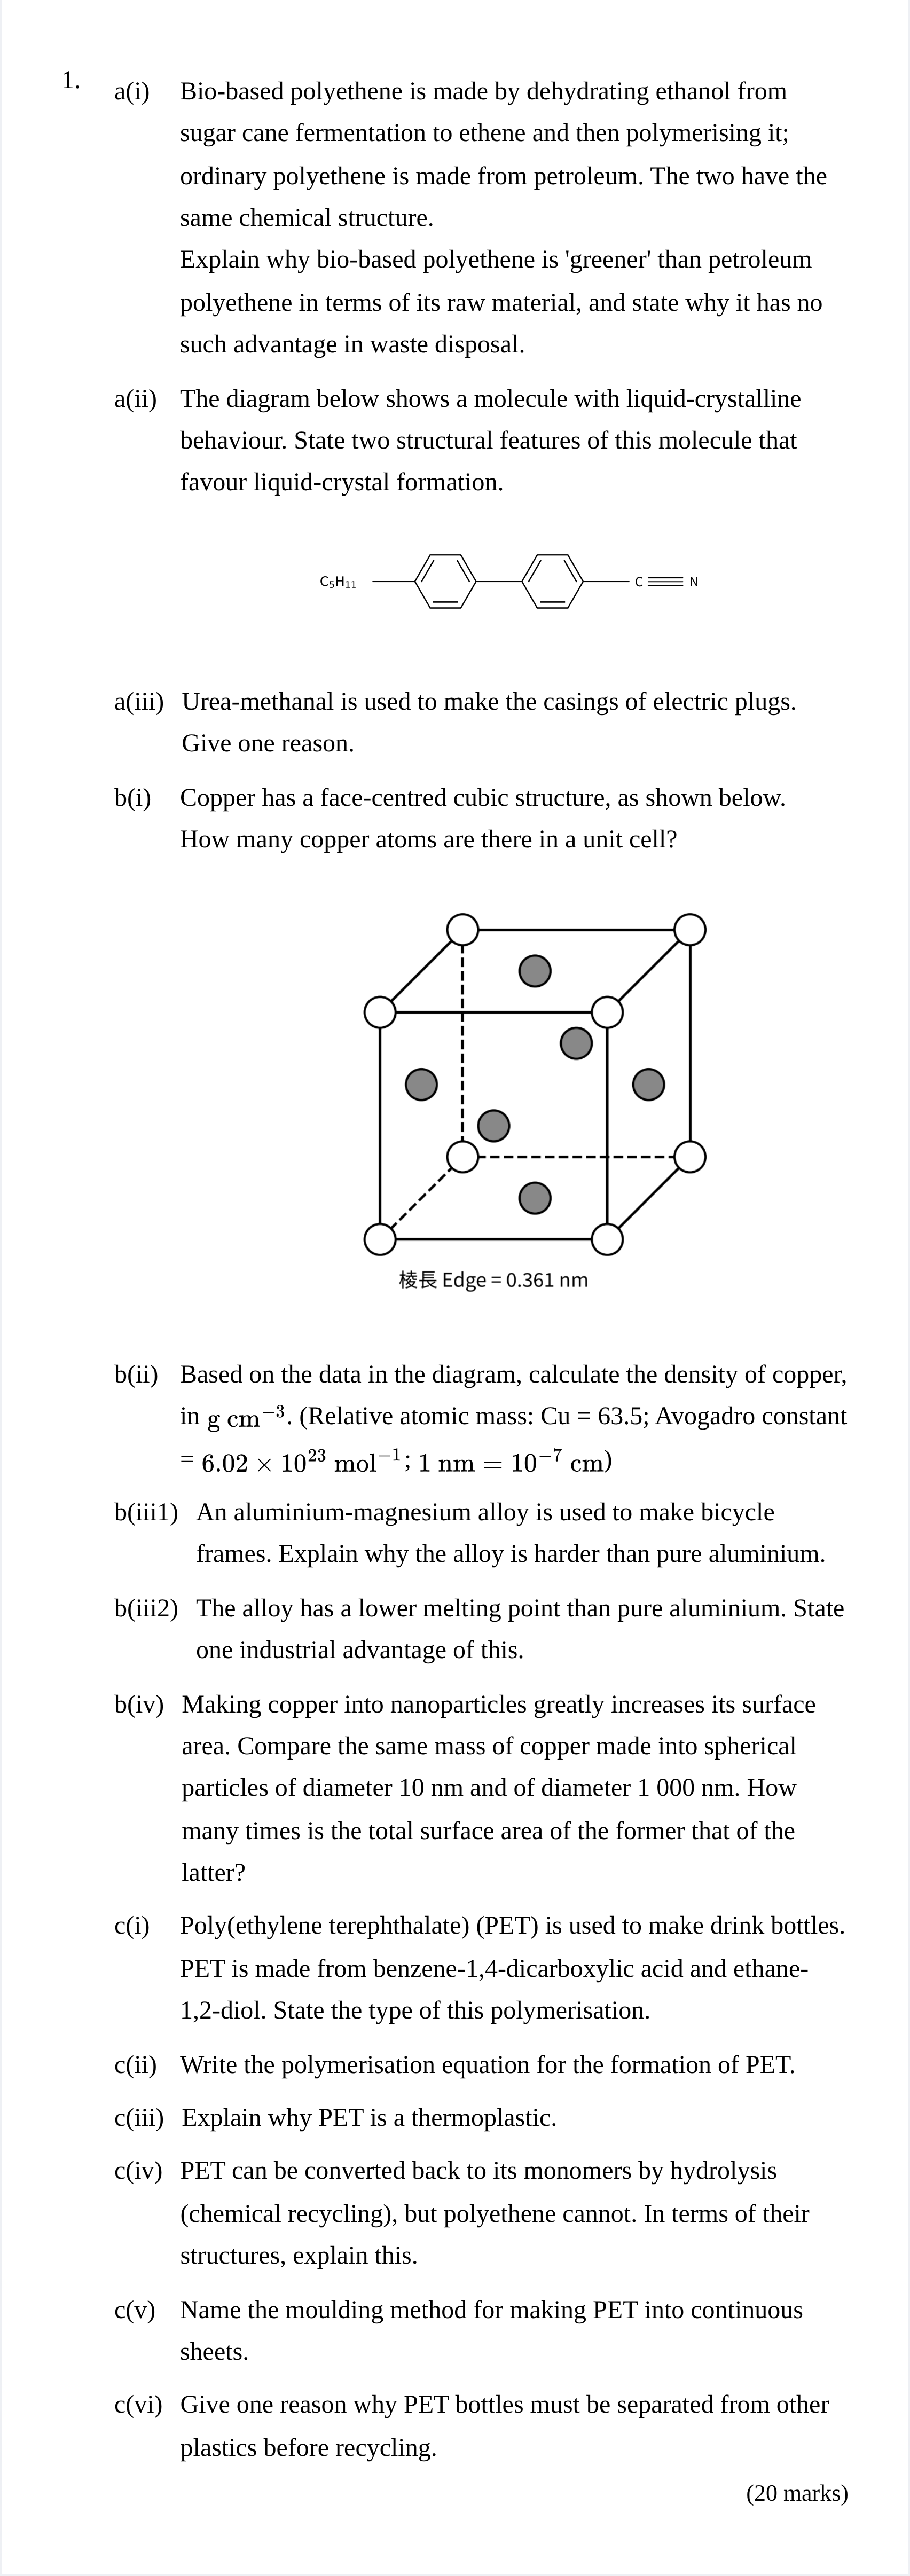 1.
a(i) Bio-based polyethene is made by dehydrating ethanol from
sugar cane fermentation to ethene and then polymerising it;
ordinary polyethene is made from petroleum. The two have the
same chemical structure.
Explain why bio-based polyethene is 'greener' than petroleum
polyethene in terms of its raw material, and state why it has no
such advantage in waste disposal.
a(ii) The diagram below shows a molecule with liquid-crystalline
behaviour. State two structural features of this molecule that
favour liquid-crystal formation.
C₅H₁₁ C N
a(iii) Urea-methanal is used to make the casings of electric plugs.
Give one reason.
b(i) Copper has a face-centred cubic structure, as shown below.
How many copper atoms are there in a unit cell?
棱長 Edge = 0.361 nm
b(ii) Based on the data in the diagram, calculate the density of copper,
in g cm⁻³. (Relative atomic mass: Cu = 63.5; Avogadro constant
= 6.02 × 10²³ mol⁻¹; 1 nm = 10⁻⁷ cm)
b(iii1) An aluminium-magnesium alloy is used to make bicycle
frames. Explain why the alloy is harder than pure aluminium.
b(iii2) The alloy has a lower melting point than pure aluminium. State
one industrial advantage of this.
b(iv) Making copper into nanoparticles greatly increases its surface
area. Compare the same mass of copper made into spherical
particles of diameter 10 nm and of diameter 1 000 nm. How
many times is the total surface area of the former that of the
latter?
c(i) Poly(ethylene terephthalate) (PET) is used to make drink bottles.
PET is made from benzene-1,4-dicarboxylic acid and ethane-
1,2-diol. State the type of this polymerisation.
c(ii) Write the polymerisation equation for the formation of PET.
c(iii) Explain why PET is a thermoplastic.
c(iv) PET can be converted back to its monomers by hydrolysis
(chemical recycling), but polyethene cannot. In terms of their
structures, explain this.
c(v) Name the moulding method for making PET into continuous
sheets.
c(vi) Give one reason why PET bottles must be separated from other
plastics before recycling.
(20 marks)